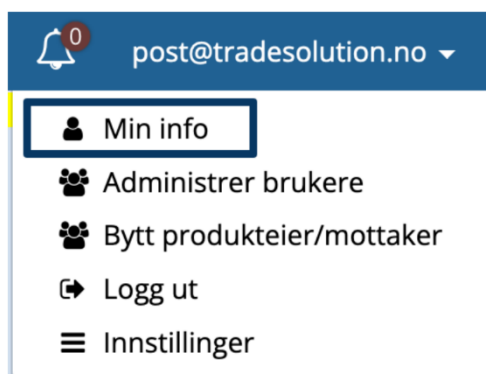 0
post@tradesolution.no
Min info
Administrer brukere
Bytt produkteier/mottaker
Logg ut
Innstillinger